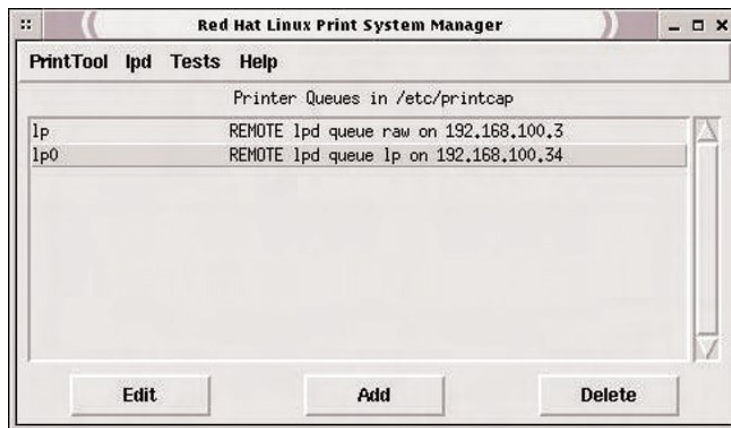 Red Hat Linux Print System Manager
PrintTool lpd Tests Help
Printer Queues in /etc/printcap
lp REMOTE lpd queue raw on 192.168.100.3
lp0 REMOTE lpd queue lp on 192.168.100.34
Edit Add Delete